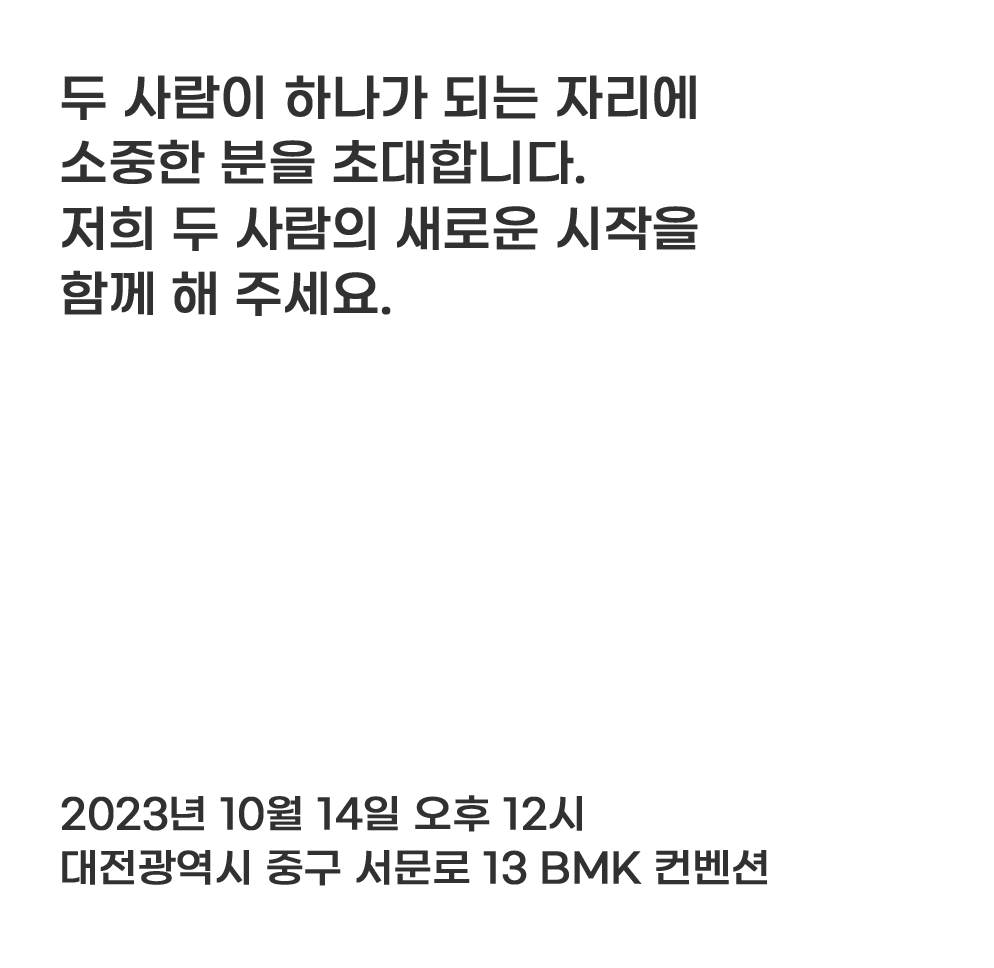 두 사람이 하나가 되는 자리에
소중한 분을 초대합니다.
저희 두 사람의 새로운 시작을
함께 해 주세요.
2023년 10월 14일 오후 12시
대전광역시 중구 서문로 13 BMK 컨벤션